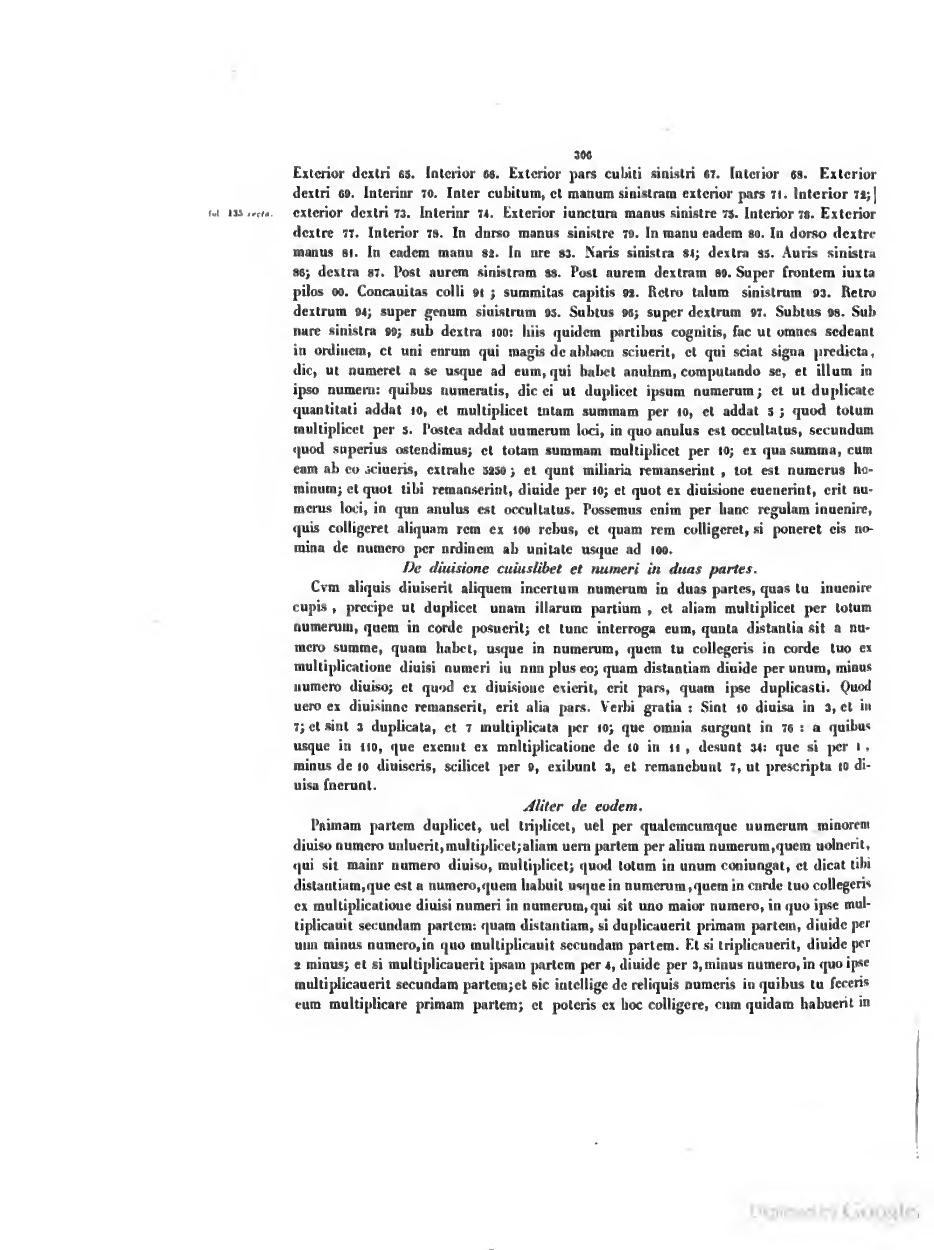 306
Exterior dextri 65. Interior 66. Exterior pars cubiti sinistri 67. Interior 68. Exterior
dextri 69. Interior 70. Inter cubitum, et manum sinistram exterior pars 71. Interior 72; |
fol. 135 recto.
exterior dextri 73. Interior 74. Exterior iunctura manus sinistre 75. Interior 76. Exterior
dextre 77. Interior 78. In dorso manus sinistre 79. In manu eadem 80. In dorso dextre
manus 81. In eadem manu 82. In ore 83. Naris sinistra 84; dextra 85. Auris sinistra
86; dextra 87. Post aurem sinistram 88. Post aurem dextram 89. Super frontem iuxta
pilos 90. Concauitas colli 91 ; summitas capitis 92. Retro talum sinistrum 93. Retro
dextrum 94; super genum sinistrum 95. Subtus 96; super dextrum 97. Subtus 98. Sub
nare sinistra 99; sub dextra 100: hiis quidem partibus cognitis, fac ut omnes sedeant
in ordinem, et uni eorum qui magis de abbaco sciuerit, et qui sciat signa predicta,
dic, ut numeret a se usque ad eum, qui habet anulum, computando se, et illum in
ipso numero: quibus numeratis, dic ei ut duplicet ipsum numerum; et ut duplicate
quantitati addat 10, et multiplicet totam summam per 10, et addat 5 ; quod totum
multiplicet per 5. Postea addat numerum loci, in quo anulus est occultatus, secundum
quod superius ostendimus; et totam summam multiplicet per 10; ex qua summa, cum
eam ab eo sciueris, extrahe 5250 ; et quot miliaria remanserint , tot est numerus ho-
minum; et quot tibi remanserint, diuide per 10; et quot ex diuisione euenerint, erit nu-
merus loci, in quo anulus est occultatus. Possemus enim per hanc regulam inuenire,
quis colligeret aliquam rem ex 100 rebus, et quam rem colligeret, si poneret eis no-
mina de numero per ordinem ab unitate usque ad 100.
De diuisione cuiuslibet et numeri in duas partes.
Cvm aliquis diuiserit aliquem incertum numerum in duas partes, quas tu inuenire
cupis , precipe ut duplicet unam illarum partium , et aliam multiplicet per totum
numerum, quem in corde posuerit; et tunc interroga eum, quota distantia sit a nu-
mero summe, quam habet, usque in numerum, quem tu collegeris in corde tuo ex
multiplicatione diuisi numeri in uno plus eo; quam distantiam diuide per unum, minus
numero diuiso; et quod ex diuisione exierit, erit pars, quam ipse duplicasti. Quod
uero ex diuisione remanserit, erit alia pars. Verbi gratia : Sint 10 diuisa in 3, et in
7; et sint 3 duplicata, et 7 multiplicata per 10; que omnia surgunt in 76 : a quibus
usque in 110, que exeunt ex multiplicatione de 10 in 11 , desunt 34: que si per 1 ,
minus de 10 diuiseris, scilicet per 9, exibunt 3, et remanebunt 7, ut prescripta 10 di-
uisa fuerunt.
Aliter de eodem.
Primam partem duplicet, uel triplicet, uel per qualemcumque numerum minorem
diuiso numero uoluerit, multiplicet; aliam uero partem per alium numerum, quem uoluerit,
qui sit maior numero diuiso, multiplicet; quod totum in unum coniungat, et dicat tibi
distantiam, que est a numero, quem habuit usque in numerum, quem in corde tuo collegeris
ex multiplicatione diuisi numeri in numerum, qui sit uno maior numero, in quo ipse mul-
tiplicauit secundam partem: quam distantiam, si duplicauerit primam partem, diuide per
uno minus numero, in quo multiplicauit secundam partem. Et si triplicauerit, diuide per
2 minus; et si multiplicauerit ipsam partem per 4, diuide per 3, minus numero, in quo ipse
multiplicauerit secundam partem; et sic intellige de reliquis numeris in quibus tu feceris
eum multiplicare primam partem; et poteris ex hoc colligere, cum quidam habuerit in
Digitized by Google